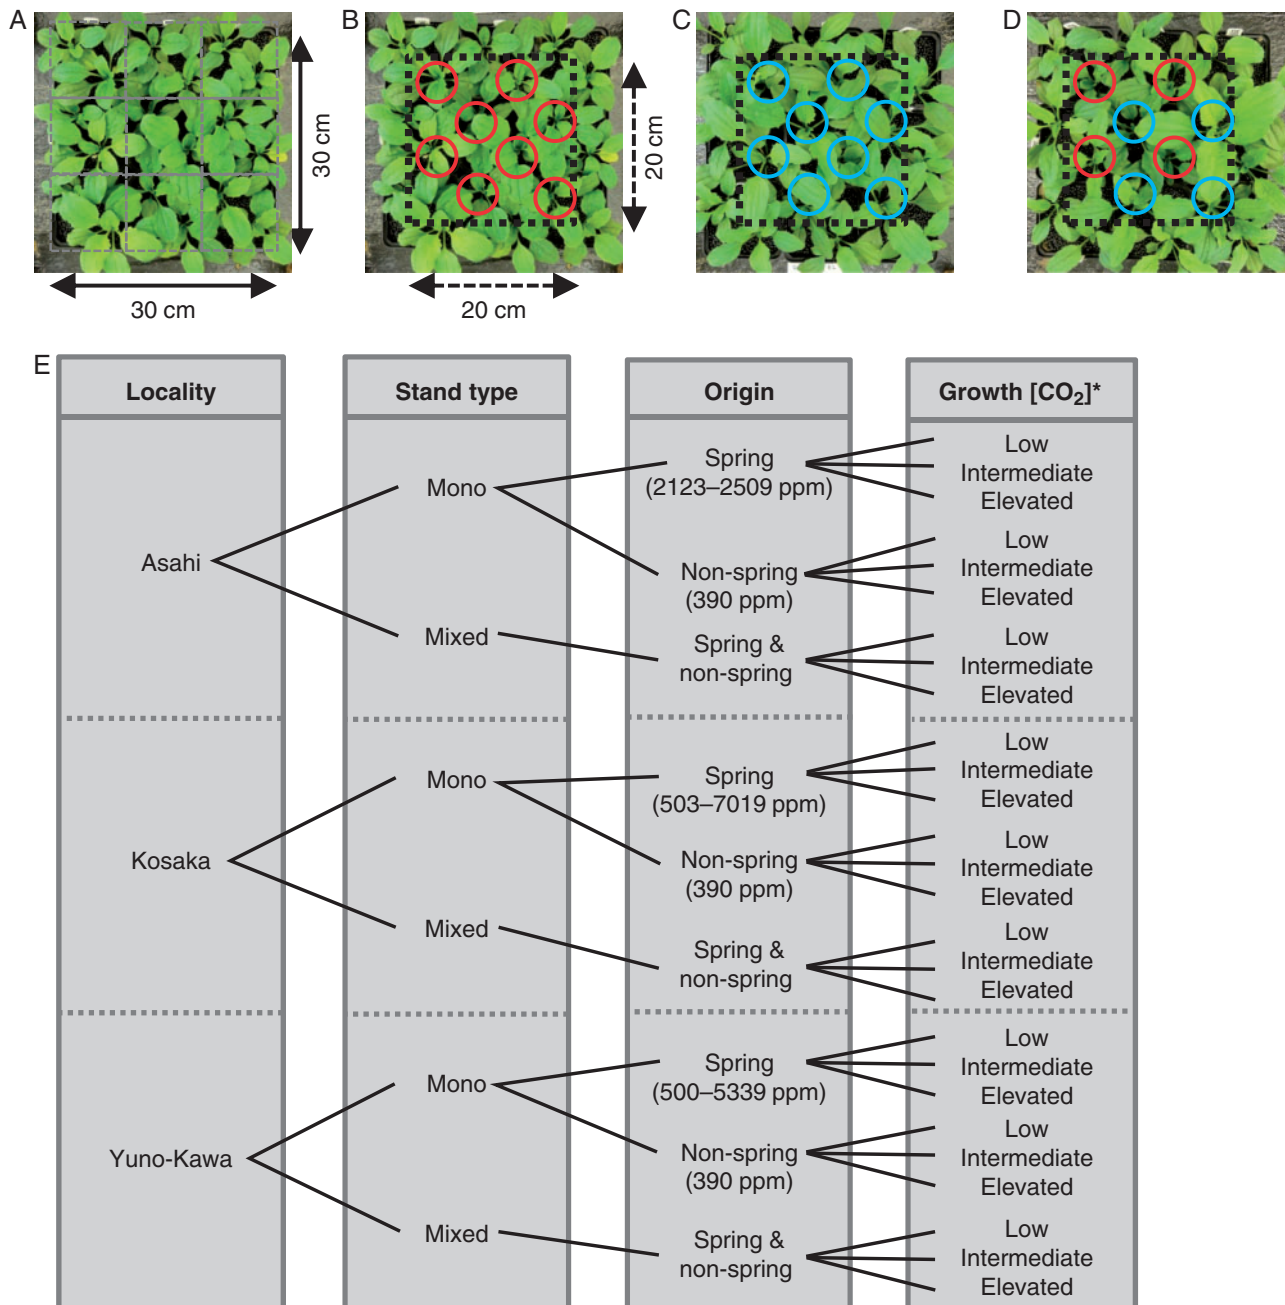 A
B
C
D
30 cm
20 cm
30 cm
20 cm
E
Locality
Stand type
Origin
Growth [CO2]*
Asahi
Mono
Spring
(2123–2509 ppm)
Low
Intermediate
Elevated
Non-spring
(390 ppm)
Low
Intermediate
Elevated
Mixed
Spring &
non-spring
Low
Intermediate
Elevated
Kosaka
Mono
Spring
(503–7019 ppm)
Low
Intermediate
Elevated
Non-spring
(390 ppm)
Low
Intermediate
Elevated
Mixed
Spring &
non-spring
Low
Intermediate
Elevated
Yuno-Kawa
Mono
Spring
(500–5339 ppm)
Low
Intermediate
Elevated
Non-spring
(390 ppm)
Low
Intermediate
Elevated
Mixed
Spring &
non-spring
Low
Intermediate
Elevated